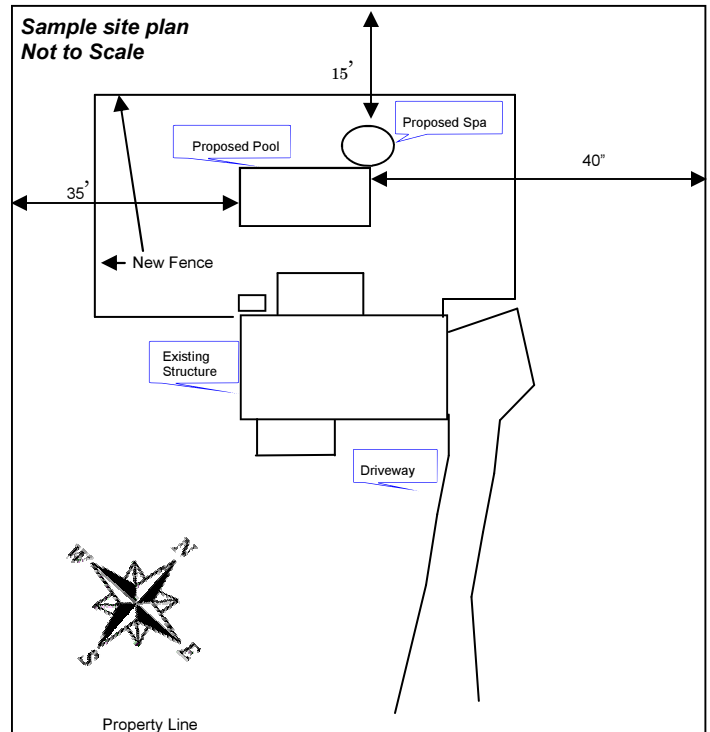 Sample site plan
Not to Scale
15’
Proposed Spa
Proposed Pool
40”
35’
New Fence
Existing
Structure
Driveway
W
N
S
E
Property Line